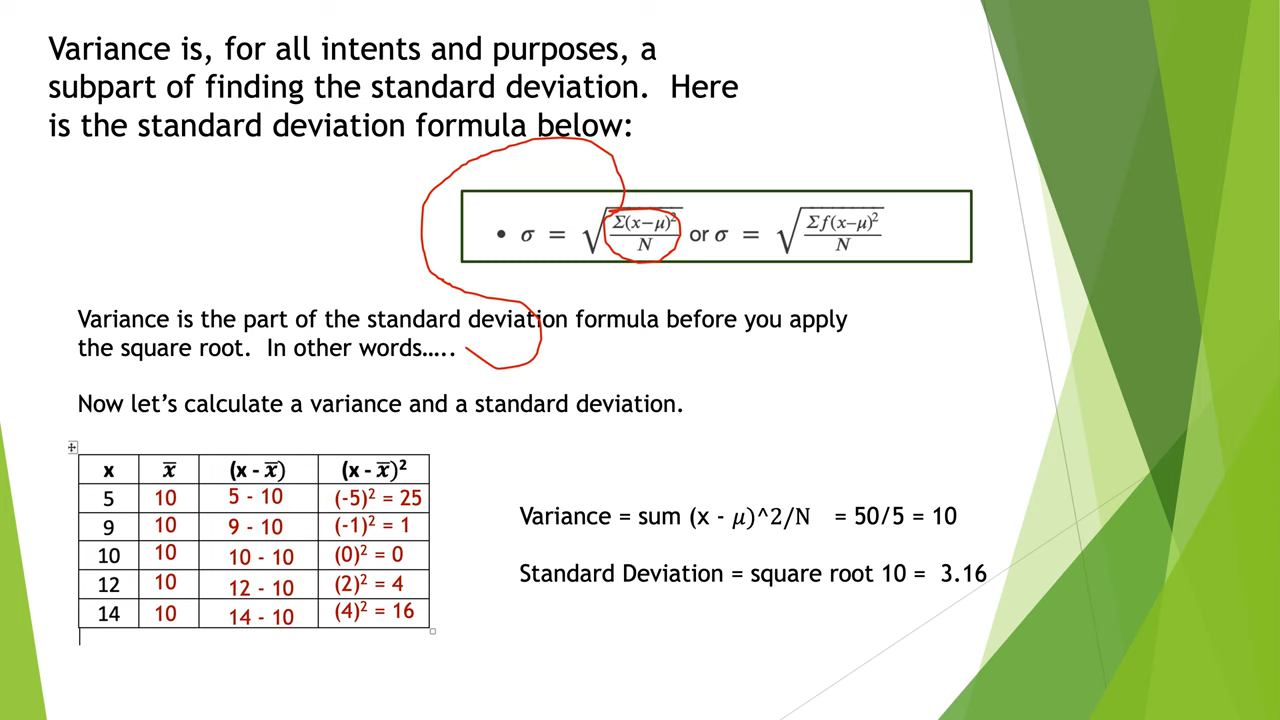 Variance is, for all intents and purposes, a
subpart of finding the standard deviation.  Here
is the standard deviation formula below:
• σ = √(Σ(x−μ)²/N) or σ = √(Σf(x−μ)²/N)
Variance is the part of the standard deviation formula before you apply
the square root.  In other words…..
Now let’s calculate a variance and a standard deviation.
x x̅ (x - x̅) (x - x̅)²
5 10 5 - 10 (-5)² = 25
9 10 9 - 10 (-1)² = 1
10 10 10 - 10 (0)² = 0
12 10 12 - 10 (2)² = 4
14 10 14 - 10 (4)² = 16
Variance = sum (x - 𝜇)^2/N   = 50/5 = 10
Standard Deviation = square root 10 =  3.16